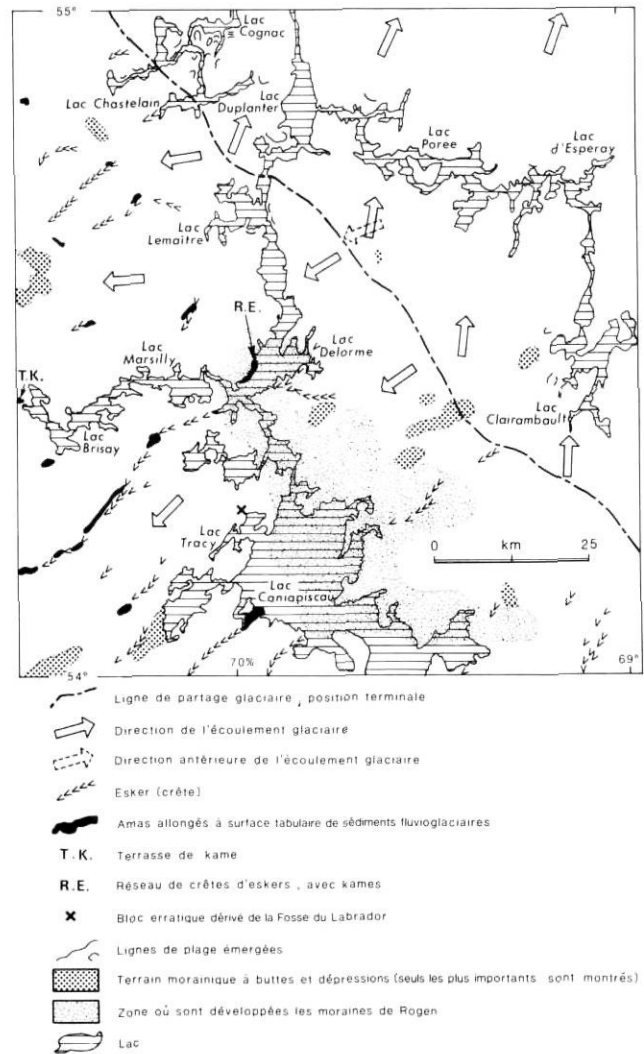 55°
Lac
Cognac
Lac Chastelain
Lac
Duplanter
Lac
Porée
Lac
d'Esperay
Lac
Lemaitre
R.E.
Lac
Delorme
Lac
Marsilly
T.K.
Lac
Brisay
Lac
Clairambault
Lac
Tracy
0 km 25
Lac
Caniapiscau
54°
70%
69°
Ligne de partage glaciaire, position terminale
Direction de l'écoulement glaciaire
Direction antérieure de l'écoulement glaciaire
Esker (crête)
Amas allongés à surface tabulaire de sédiments fluvioglaciaires
T.K. Terrasse de kame
R.E. Réseau de crêtes d'eskers, avec kames
Bloc erratique dérivé de la Fosse du Labrador
Lignes de plage émergées
Terrain morainique à buttes et dépressions (seuls les plus importants sont montrés)
Zone où sont développées les moraines de Rogen
Lac